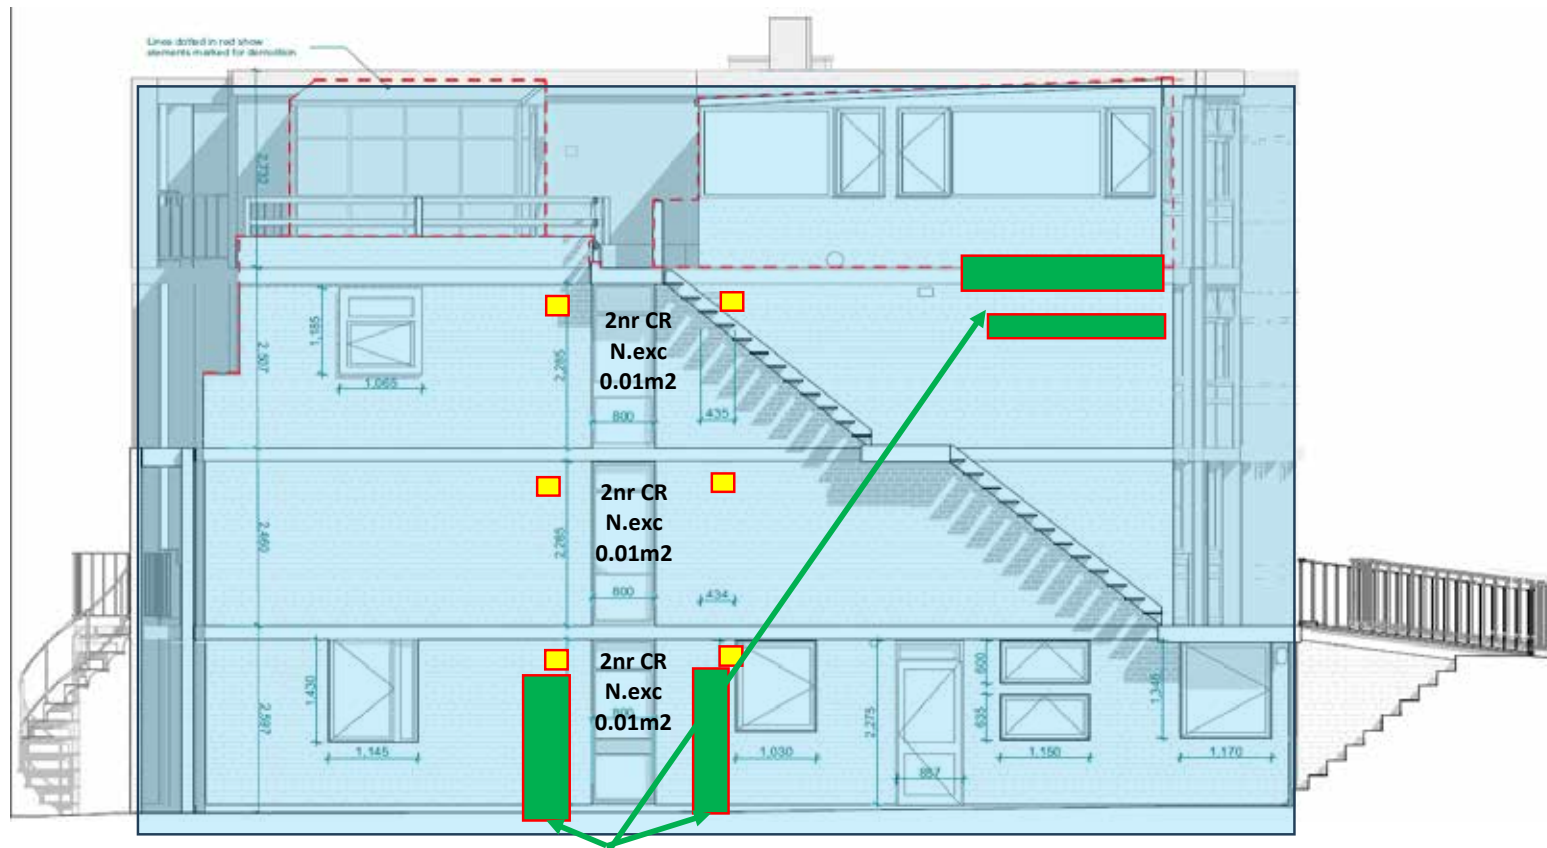 Lines dotted in red show
elements marked for demolition
2,732
1,185
2,507
1,065
2,285
2nr CR
N.exc
0.01m2
800
435
2,460
2,285
2nr CR
N.exc
0.01m2
800
434
1,430
2,597
1,145
2nr CR
N.exc
0.01m2
800
1,030
2,275
857
600
635
1,150
1,346
1,170